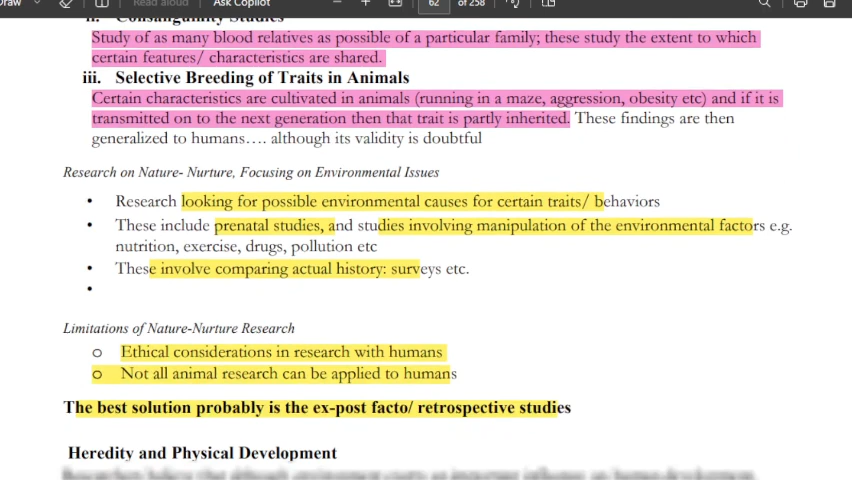 Draw
Read aloud
Ask Copilot
62 of 258
ii. Consanguinity Studies
Study of as many blood relatives as possible of a particular family; these study the extent to which
certain features/ characteristics are shared.
iii. Selective Breeding of Traits in Animals
Certain characteristics are cultivated in animals (running in a maze, aggression, obesity etc) and if it is
transmitted on to the next generation then that trait is partly inherited. These findings are then
generalized to humans…. although its validity is doubtful
Research on Nature- Nurture, Focusing on Environmental Issues
• Research looking for possible environmental causes for certain traits/ behaviors
• These include prenatal studies, and studies involving manipulation of the environmental factors e.g.
nutrition, exercise, drugs, pollution etc
• These involve comparing actual history: surveys etc.
•
Limitations of Nature-Nurture Research
o Ethical considerations in research with humans
o Not all animal research can be applied to humans
The best solution probably is the ex-post facto/ retrospective studies
Heredity and Physical Development